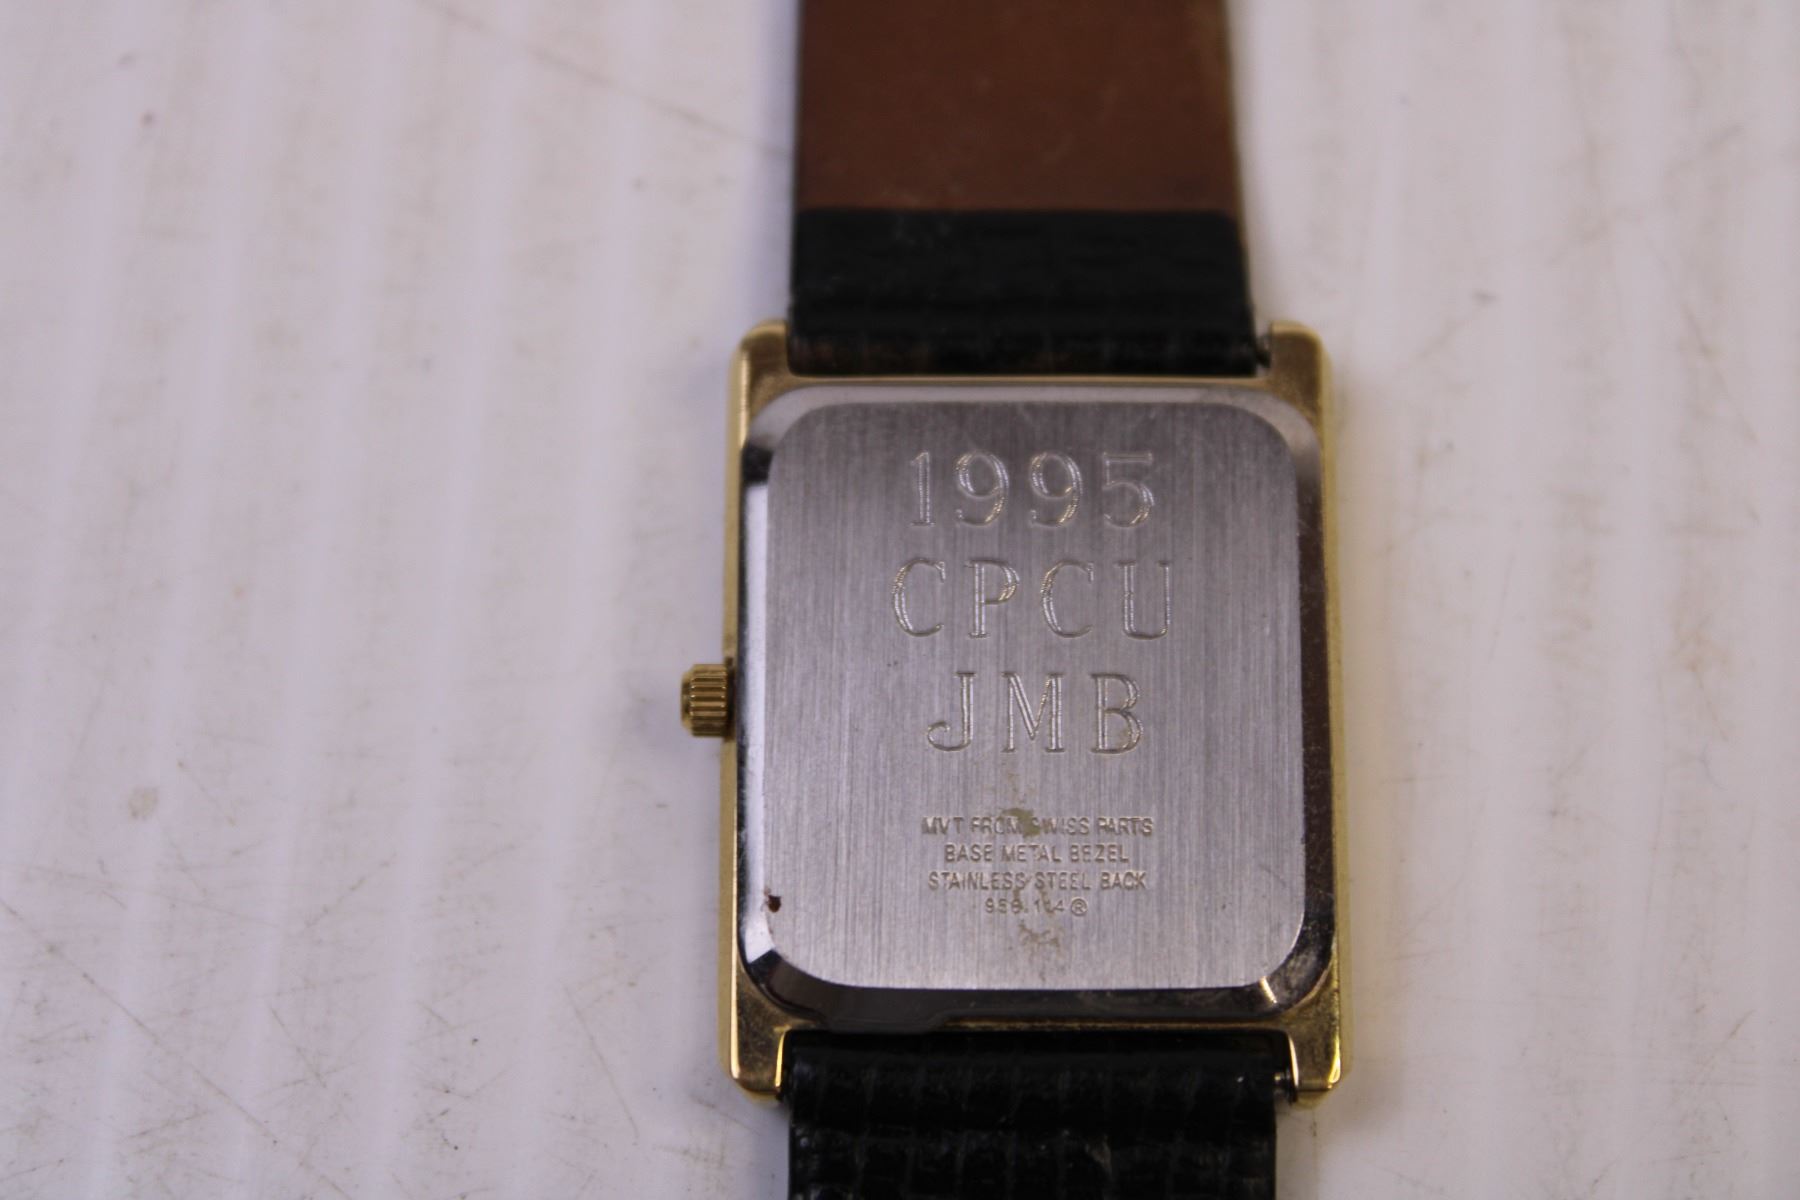 1995
CPCU
JMB
MVT FROM SWISS PARTS
BASE METAL BEZEL
STAINLESS STEEL BACK